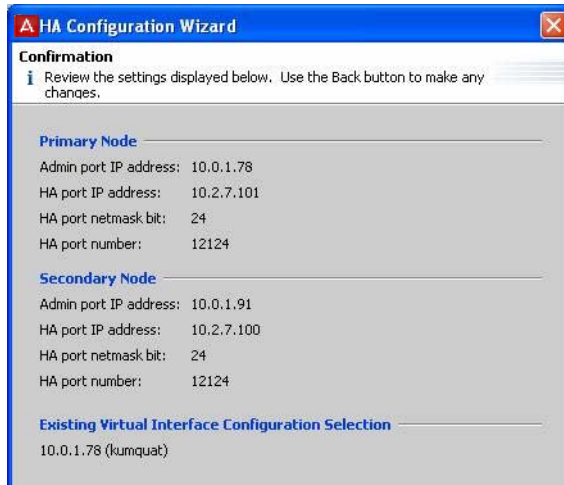 A HA Configuration Wizard
Confirmation
i Review the settings displayed below. Use the Back button to make any
changes.
Primary Node
Admin port IP address: 10.0.1.78
HA port IP address: 10.2.7.101
HA port netmask bit: 24
HA port number: 12124
Secondary Node
Admin port IP address: 10.0.1.91
HA port IP address: 10.2.7.100
HA port netmask bit: 24
HA port number: 12124
Existing Virtual Interface Configuration Selection
10.0.1.78 (kumquat)